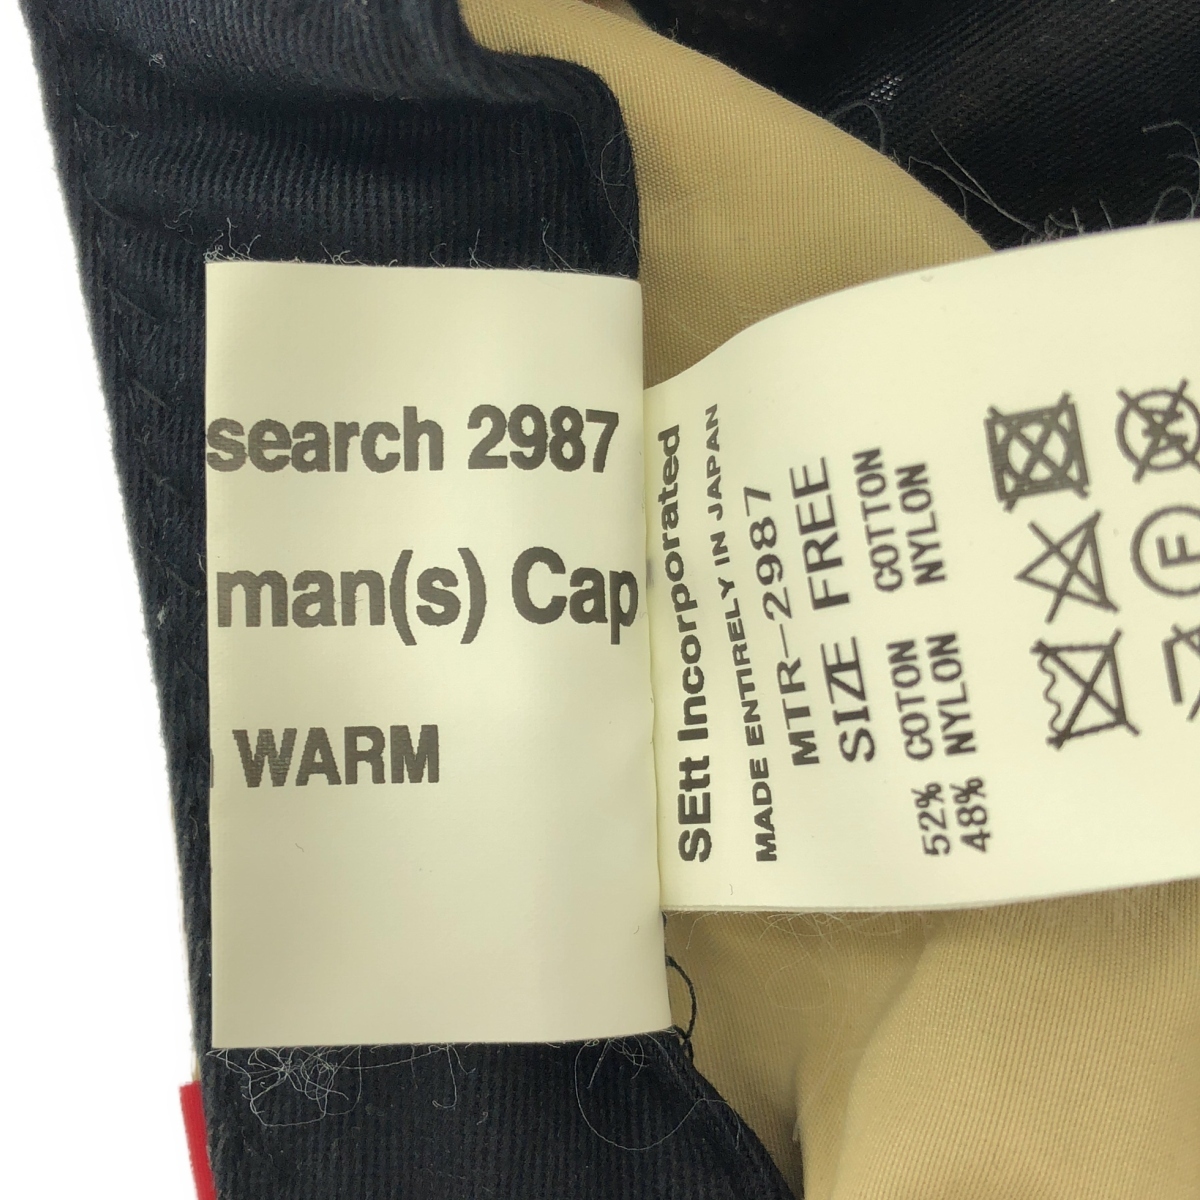 search 2987
man(s) Cap
WARM
SEtt Incorporated
MADE ENTIRELY IN JAPAN
MTR-2987
SIZE FREE
COTTON
NYLON
52% COTON
48% NYLON
F